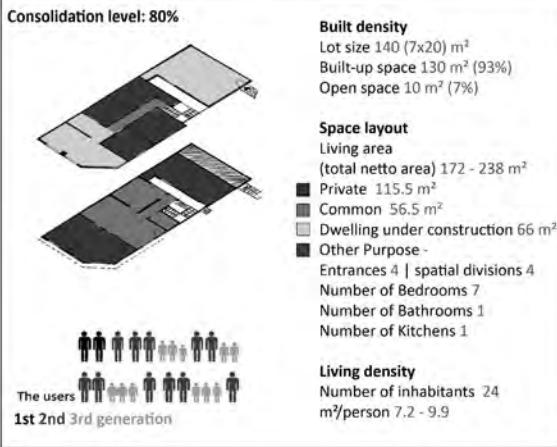 Consolidation level: 80%
Built density
Lot size 140 (7x20) m²
Built-up space 130 m² (93%)
Open space 10 m² (7%)
Space layout
Living area
(total netto area) 172 - 238 m²
Private 115.5 m²
Common 56.5 m²
Dwelling under construction 66 m²
Other Purpose -
Entrances 4 | spatial divisions 4
Number of Bedrooms 7
Number of Bathrooms 1
Number of Kitchens 1
Living density
Number of inhabitants 24
m²/person 7.2 - 9.9
The users
1st 2nd 3rd generation